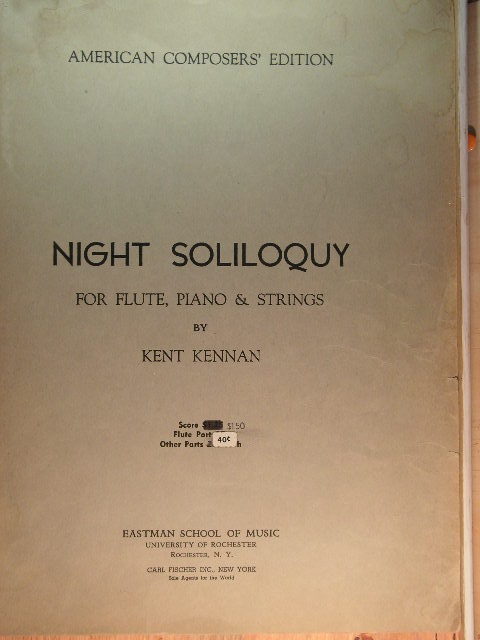 AMERICAN COMPOSERS' EDITION
NIGHT SOLILOQUY
FOR FLUTE, PIANO & STRINGS
BY
KENT KENNAN
Score $1.50
Flute Part
Other Parts 40¢
EASTMAN SCHOOL OF MUSIC
UNIVERSITY OF ROCHESTER
ROCHESTER, N. Y.
CARL FISCHER INC., NEW YORK
Sole Agents for the World